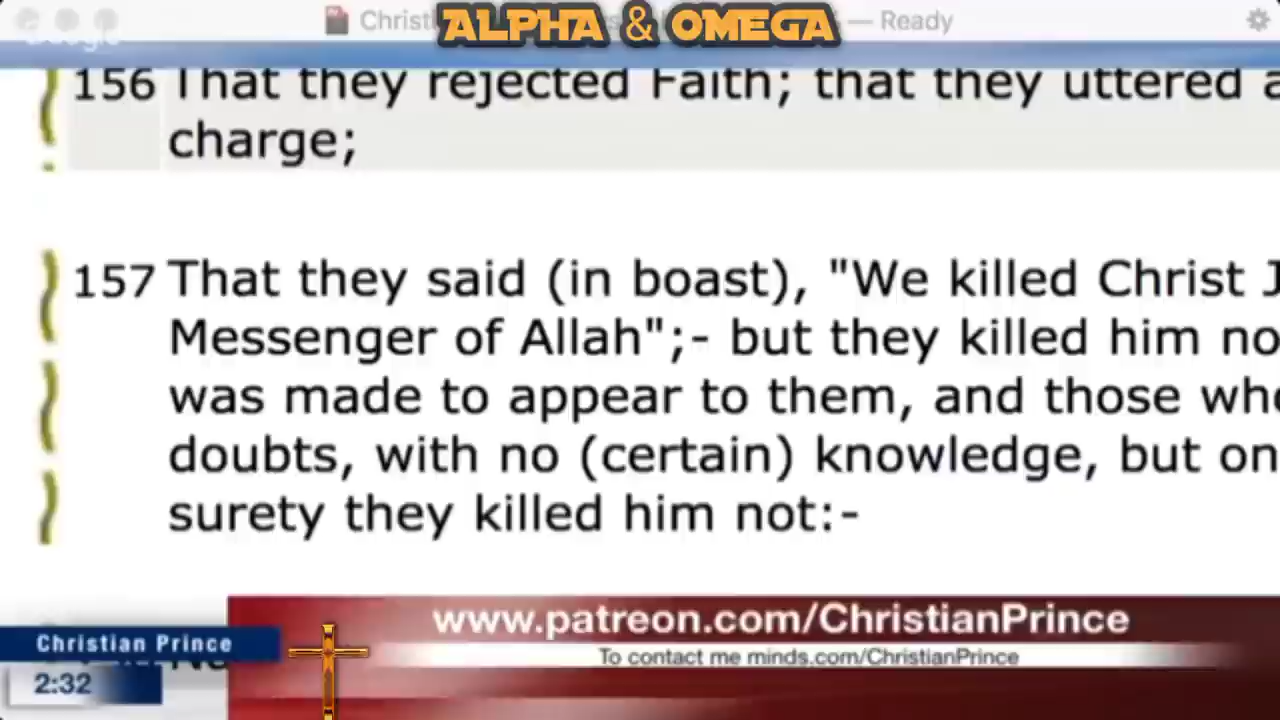 Christi
ALPHA & OMEGA
— Ready
Google
156 That they rejected Faith; that they uttered a
charge;
157 That they said (in boast), "We killed Christ J
Messenger of Allah";- but they killed him no
was made to appear to them, and those who
doubts, with no (certain) knowledge, but on
surety they killed him not:-
www.patreon.com/ChristianPrince
To contact me minds.com/ChristianPrince
Christian Prince
2:32